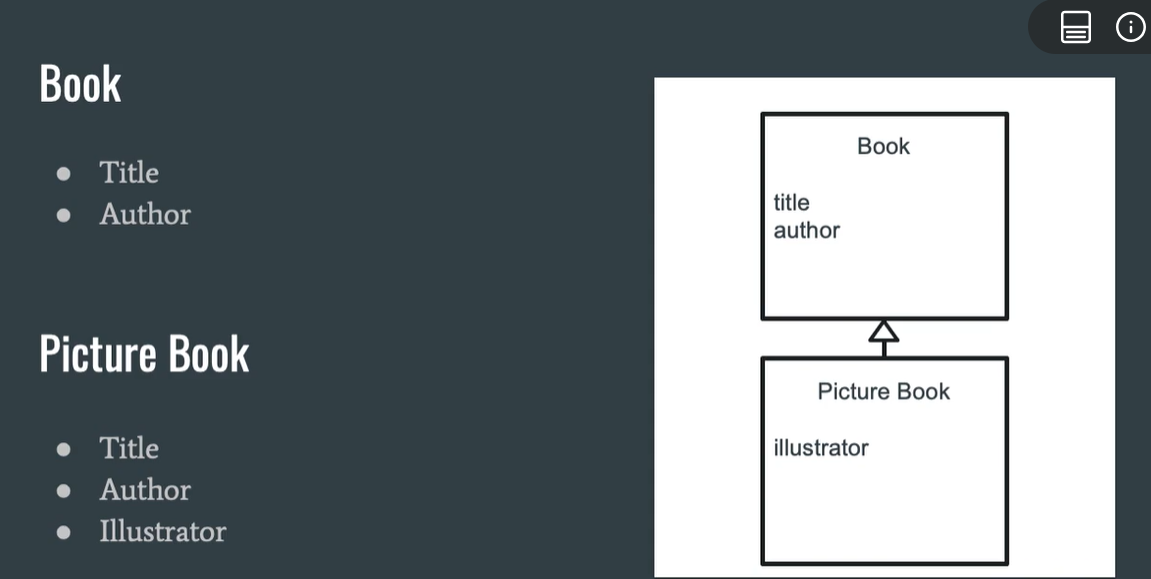 Book
● Title
● Author
Picture Book
● Title
● Author
● Illustrator
Book
title
author
Picture Book
illustrator